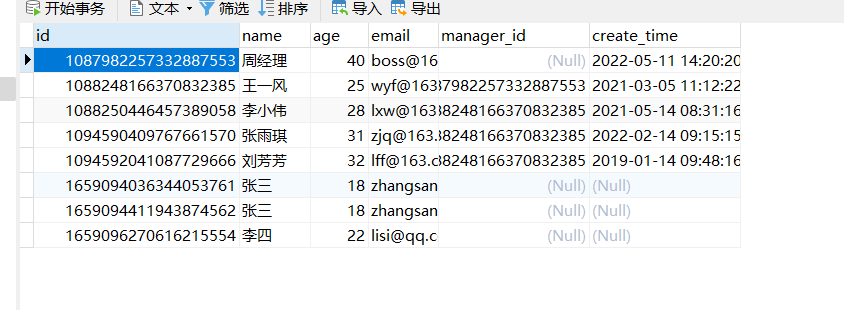 开始事务 文本 筛选 排序 导入 导出
id name age email manager_id create_time
1087982257332887553 周经理 40 boss@16 (Null) 2022-05-11 14:20:20
1088248166370832385 王一风 25 wyf@163 87982257332887553 2021-03-05 11:12:22
1088250446457389058 李小伟 28 lxw@163 88248166370832385 2021-05-14 08:31:16
1094590409767661570 张雨琪 31 zjq@163. 88248166370832385 2022-02-14 09:15:15
1094592041087729666 刘芳芳 32 lff@163.c 88248166370832385 2019-01-14 09:48:16
1659094036344053761 张三 18 zhangsan (Null) (Null)
1659094411943874562 张三 18 zhangsan (Null) (Null)
1659096270616215554 李四 22 lisi@qq.c (Null) (Null)